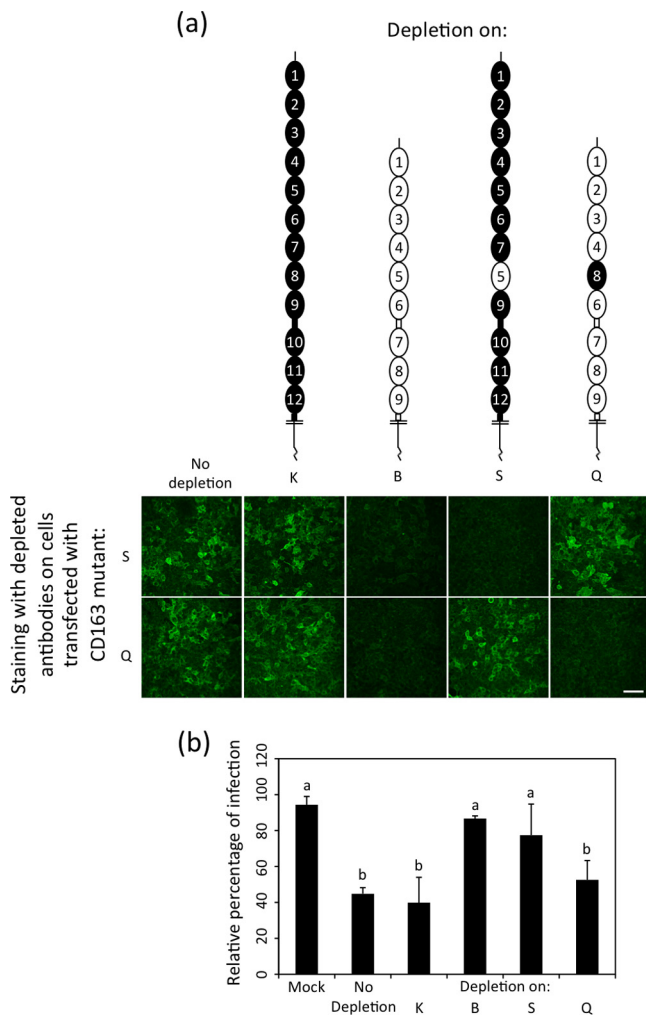 (a)
Depletion on:
1 1
2 2
3 3
4 1 4 1
5 2 5 2
6 3 6 3
7 4 7 4
8 5 5 8
9 6 9 6
10 7 10 7
11 8 11 8
12 9 12 9
No
depletion K B S Q
Staining with depleted
antibodies on cells
transfected with
CD163 mutant:
S
Q
(b)
Relative percentage of infection
120
100
80
60
40
20
0
a
b
b
a
a
b
Mock No Depletion on:
Depletion K B S Q